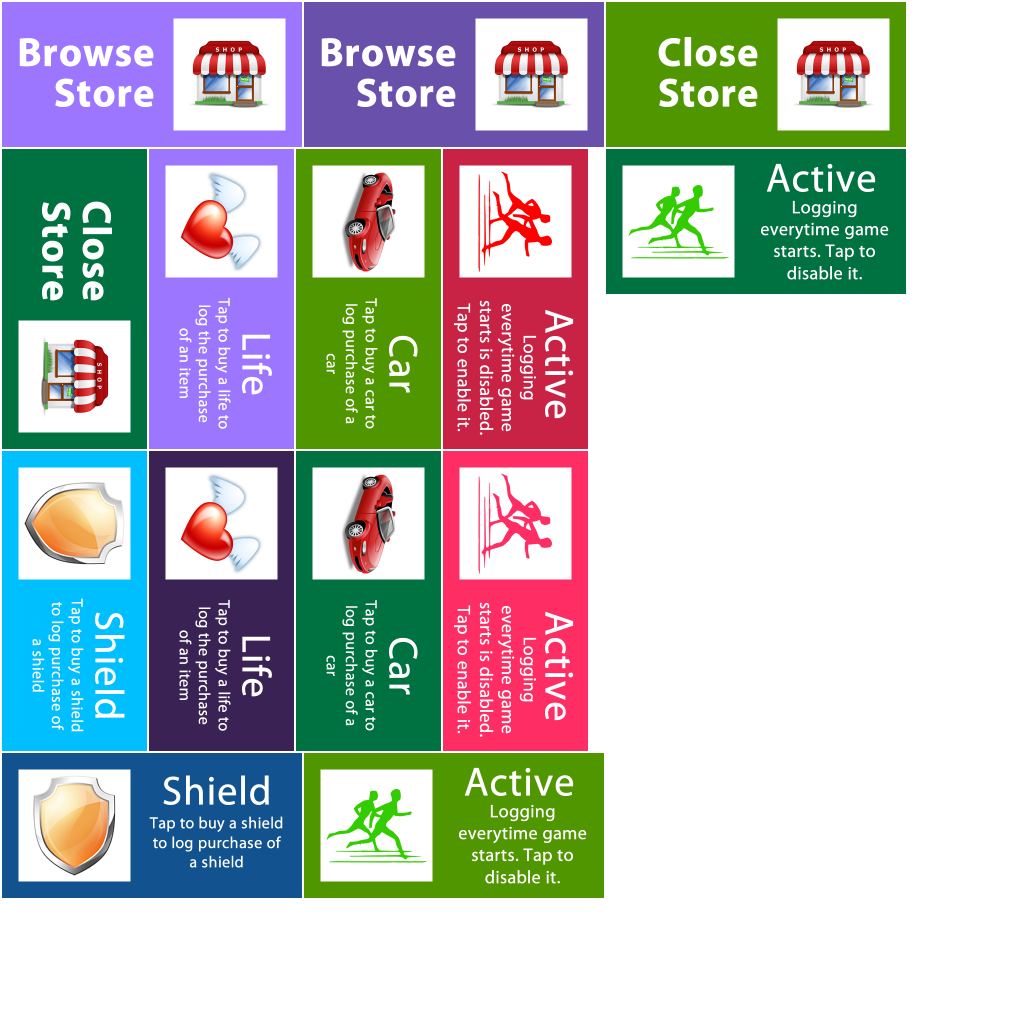 Browse
Store
SHOP
Browse
Store
SHOP
Close
Store
SHOP
Close
Store
SHOP
Life
Tap to buy a life to
log the purchase
of an item
Car
Tap to buy a car to
log purchase of a
car
Active
Logging
everytime game
starts is disabled.
Tap to enable it.
Active
Logging
everytime game
starts. Tap to
disable it.
Shield
Tap to buy a shield
to log purchase of
a shield
Life
Tap to buy a life to
log the purchase
of an item
Car
Tap to buy a car to
log purchase of a
car
Active
Logging
everytime game
starts is disabled.
Tap to enable it.
Shield
Tap to buy a shield
to log purchase of
a shield
Active
Logging
everytime game
starts. Tap to
disable it.